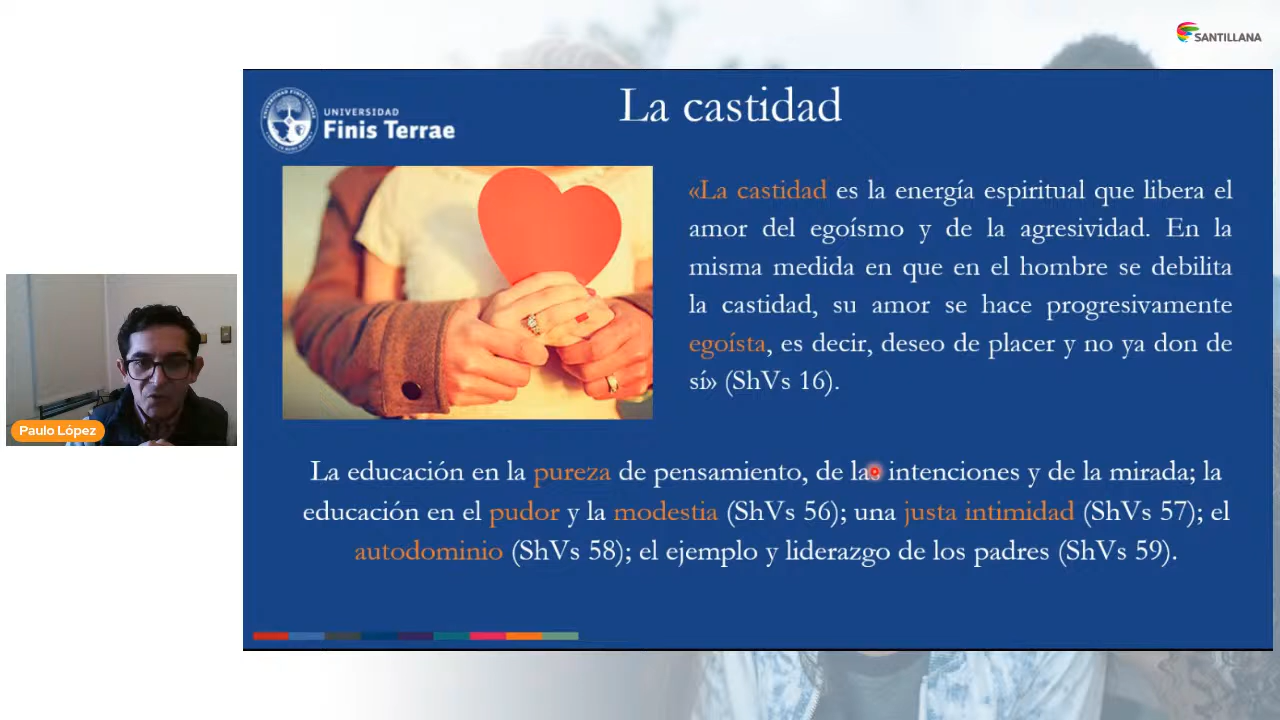 SANTILLANA
UNIVERSIDAD
Finis Terrae
La castidad
«La castidad es la energía espiritual que libera el
amor del egoísmo y de la agresividad. En la
misma medida en que en el hombre se debilita
la castidad, su amor se hace progresivamente
egoísta, es decir, deseo de placer y no ya don de
sí» (ShVs 16).
Paulo López
La educación en la pureza de pensamiento, de las intenciones y de la mirada; la
educación en el pudor y la modestia (ShVs 56); una justa intimidad (ShVs 57); el
autodominio (ShVs 58); el ejemplo y liderazgo de los padres (ShVs 59).